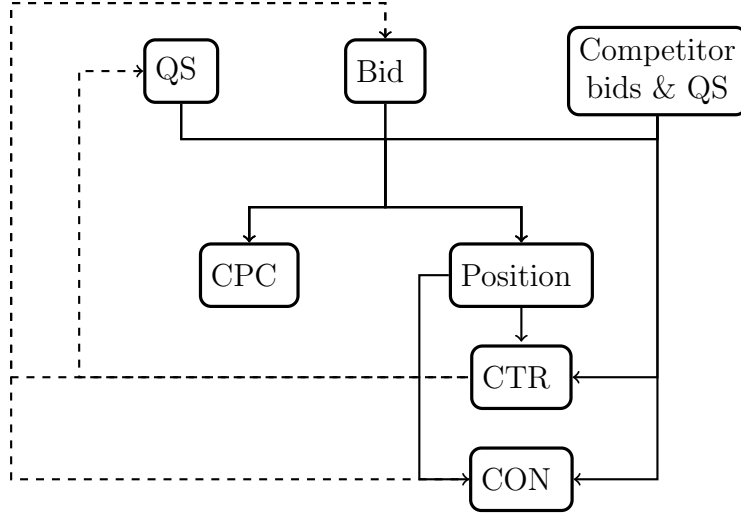 QS
Bid
Competitor
bids & QS
CPC
Position
CTR
CON